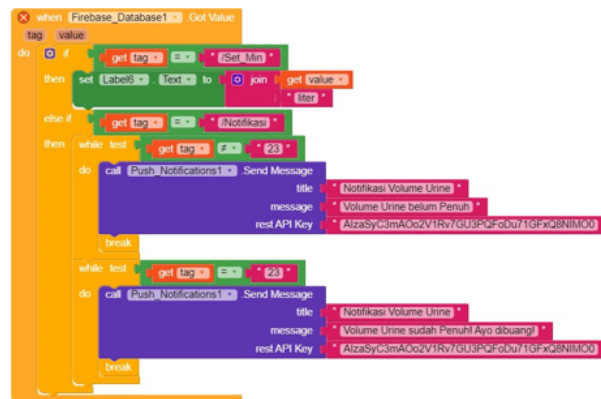 when Firebase_Database1 .Got Value
tag value
do if get tag = " /Set_Min "
then set Label6 . Text to join get value
" liter "
else if get tag = " /Notifikasi "
then while test get tag ≠ " 23 "
do call Push_Notifications1 .Send Message
title " Notifikasi Volume Urine "
message " Volume Urine belum Penuh "
rest API Key " AlzaSyC3mAOo2V1Rv7GU3PQFoDu71GFxQ8NIMO0
break
while test get tag = " 23 "
do call Push_Notifications1 .Send Message
title " Notifikasi Volume Urine "
message " Volume Urine sudah Penuh! Ayo dibuang! "
rest API Key " AlzaSyC3mAOo2V1Rv7GU3PQFoDu71GFxQ8NIMO0
break